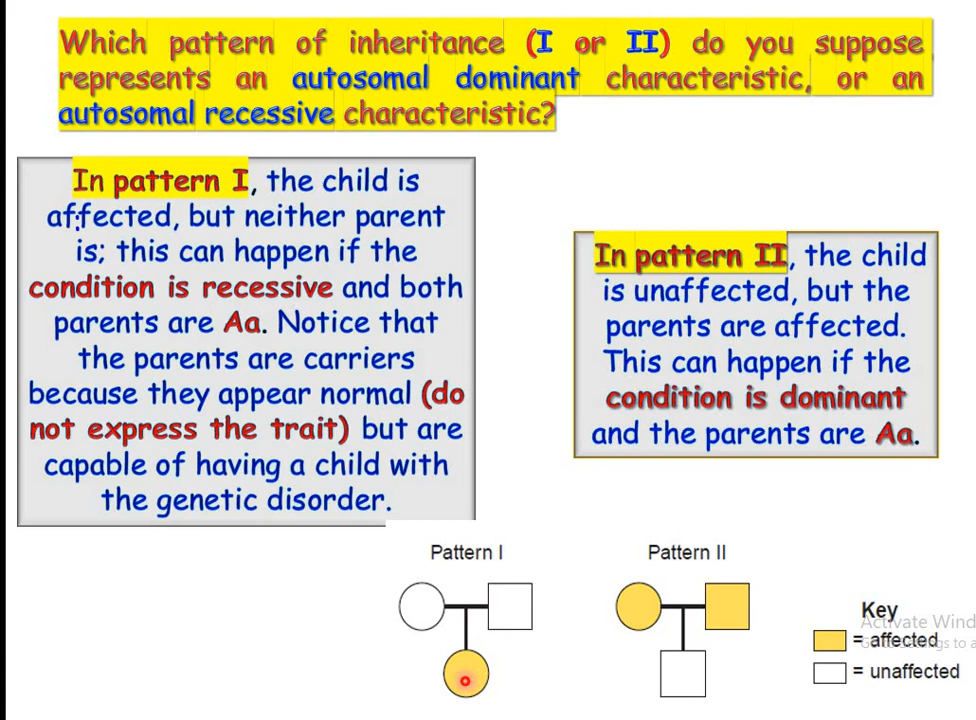 Which pattern of inheritance (I or II) do you suppose
represents an autosomal dominant characteristic, or an
autosomal recessive characteristic?
In pattern I, the child is
affected, but neither parent
is; this can happen if the
condition is recessive and both
parents are Aa. Notice that
the parents are carriers
because they appear normal (do
not express the trait) but are
capable of having a child with
the genetic disorder.
In pattern II, the child
is unaffected, but the
parents are affected.
This can happen if the
condition is dominant
and the parents are Aa.
Pattern I
Pattern II
Key
Activate Wind
= affected
= unaffected